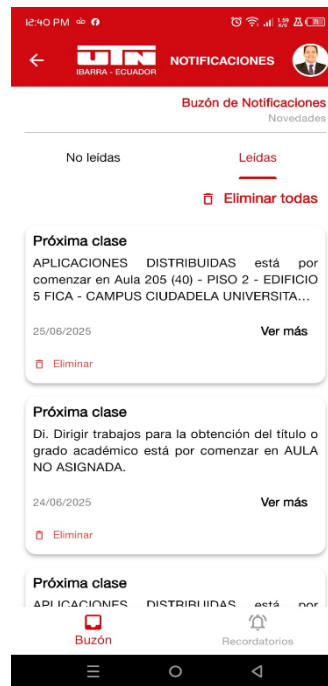 12:40 PM
UTN
IBARRA - ECUADOR
NOTIFICACIONES
Buzón de Notificaciones
Novedades
No leídas
Leídas
Eliminar todas
Próxima clase
APLICACIONES DISTRIBUIDAS está por
comenzar en Aula 205 (40) - PISO 2 - EDIFICIO
5 FICA - CAMPUS CIUDADELA UNIVERSITA...
25/06/2025
Ver más
Eliminar
Próxima clase
Di. Dirigir trabajos para la obtención del título o
grado académico está por comenzar en AULA
NO ASIGNADA.
24/06/2025
Ver más
Eliminar
Próxima clase
APLICACIONES DISTRIBUIDAS está por
Buzón
Recordatorios